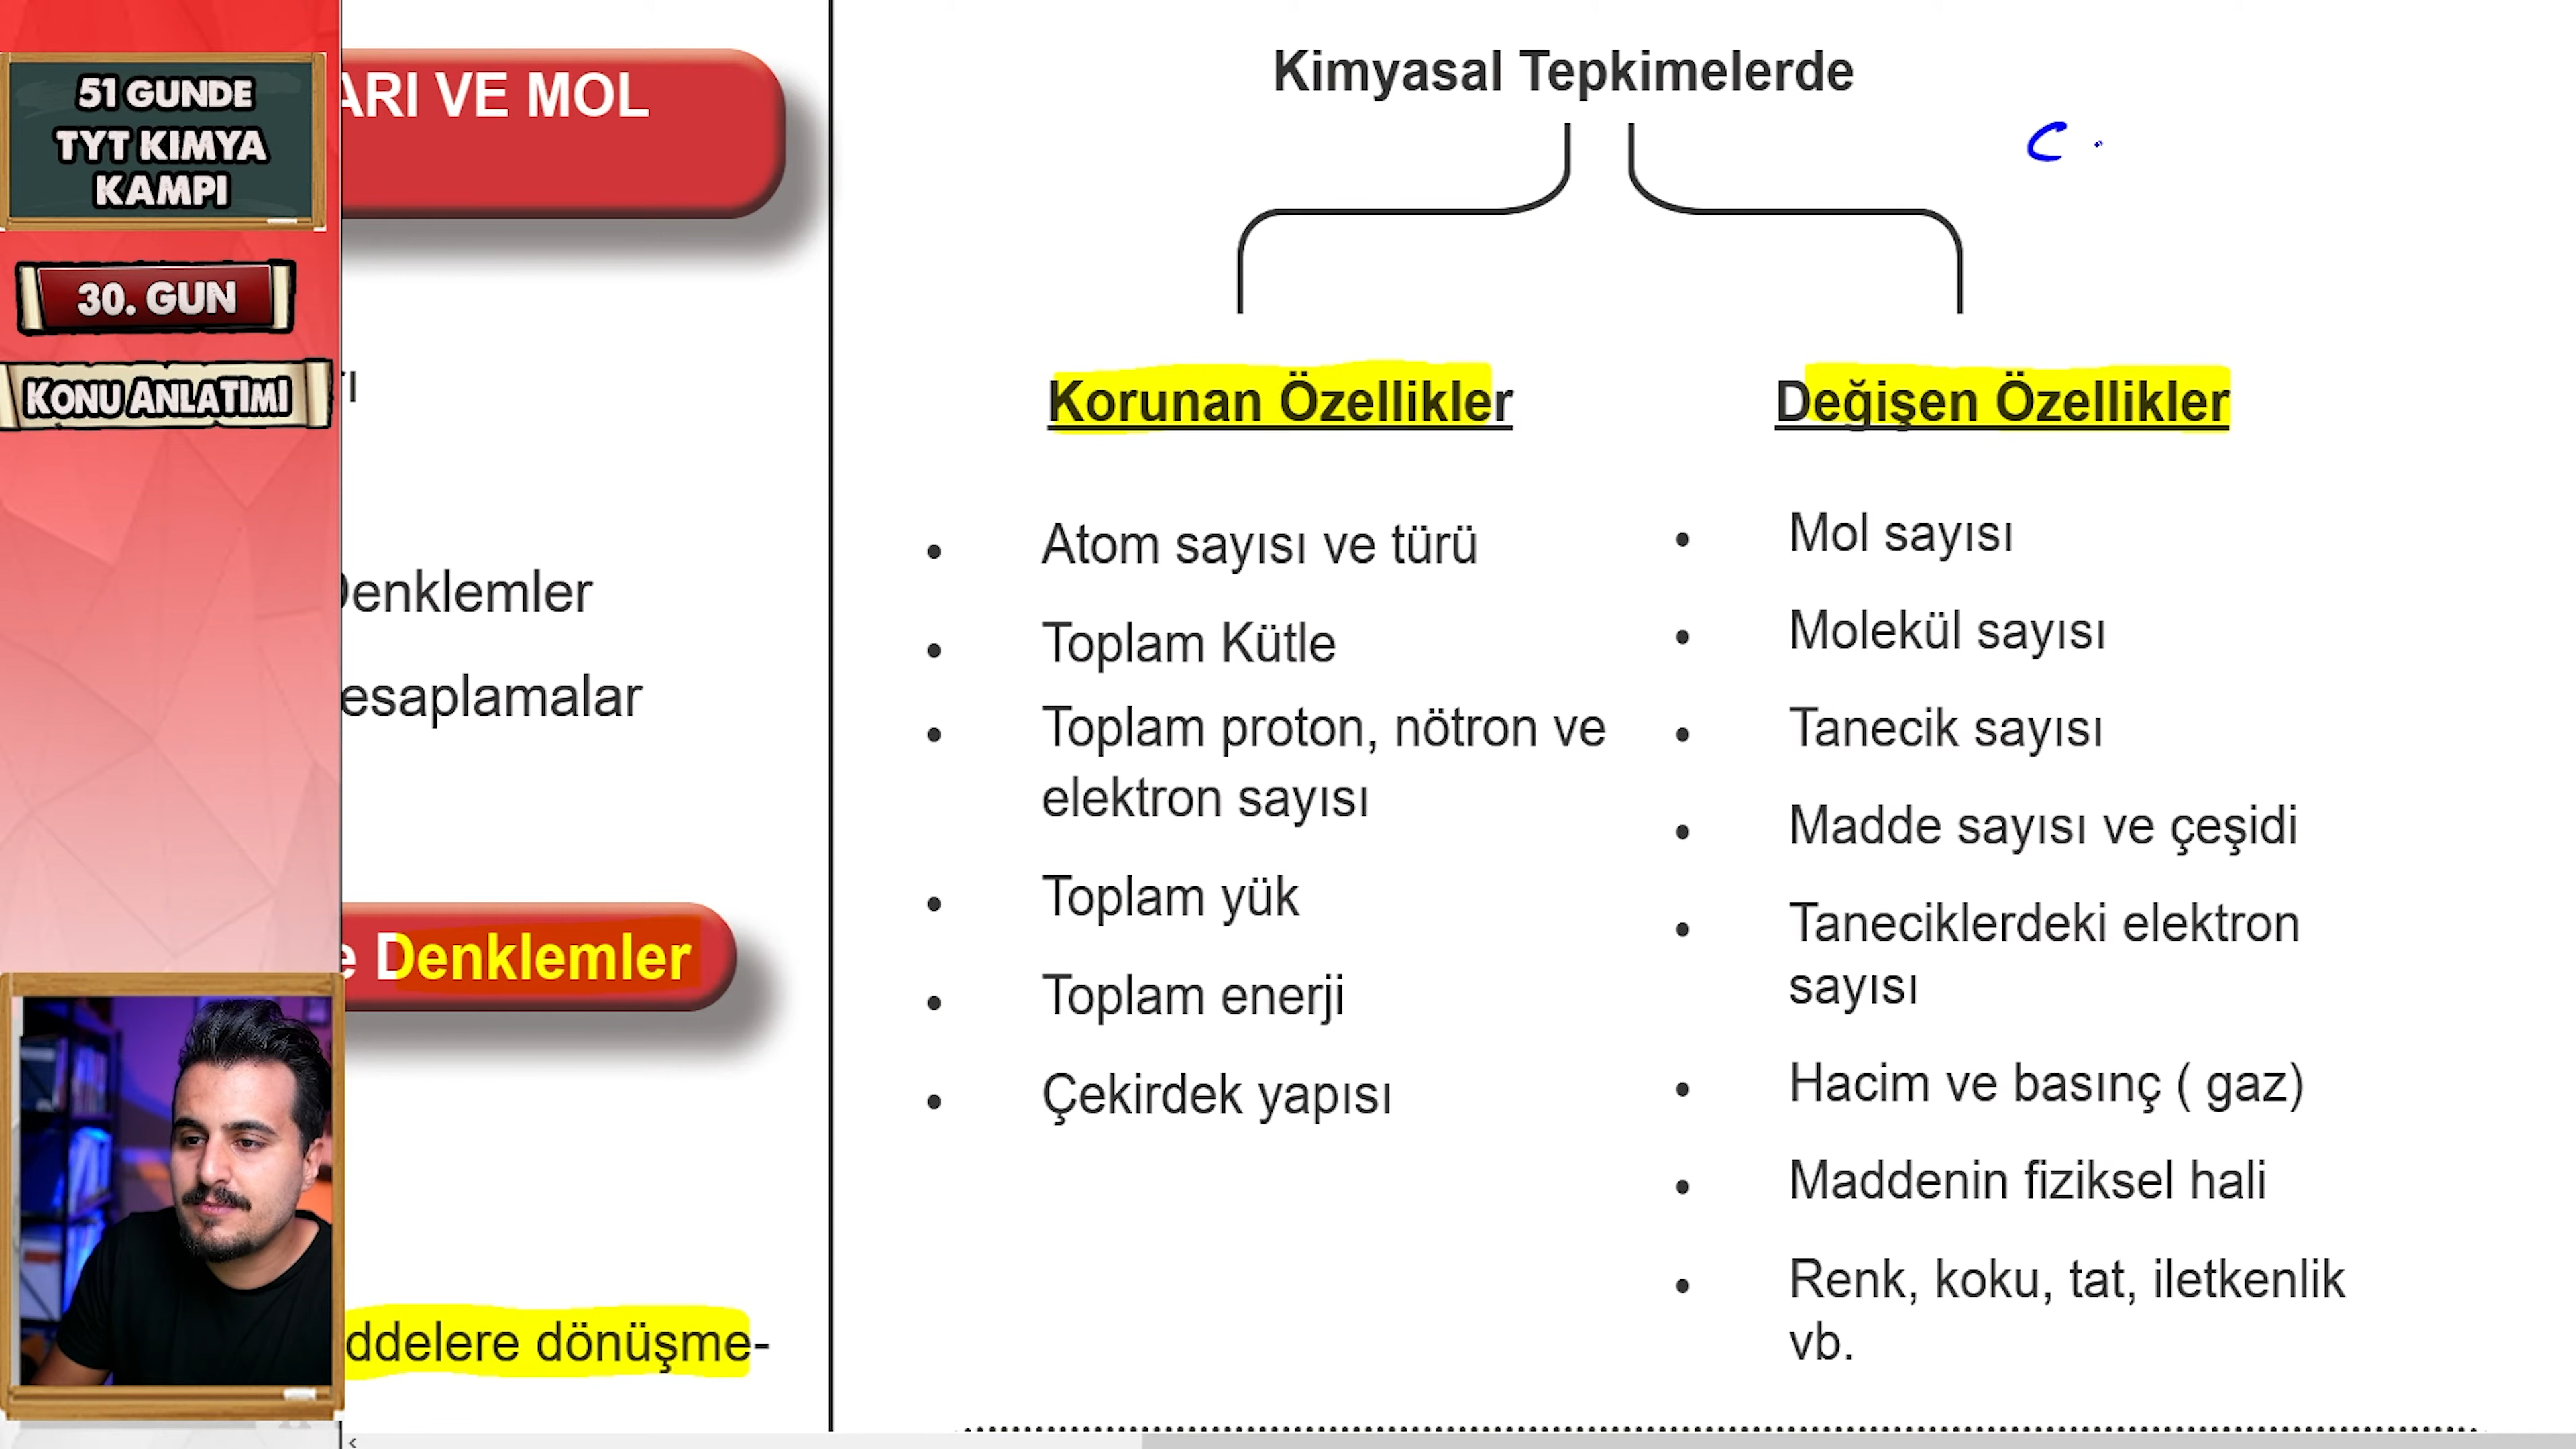 51 GUNDE
TYT KIMYA
KAMPI
30. GUN
KONU ANLATIMI
ARI VE MOL
Denklemler
esaplamalar
e Denklemler
ddelere dönüşme-
Kimyasal Tepkimelerde
C
Korunan Özellikler
• Atom sayısı ve türü
• Toplam Kütle
• Toplam proton, nötron ve
elektron sayısı
• Toplam yük
• Toplam enerji
• Çekirdek yapısı
Değişen Özellikler
• Mol sayısı
• Molekül sayısı
• Tanecik sayısı
• Madde sayısı ve çeşidi
• Taneciklerdeki elektron
sayısı
• Hacim ve basınç ( gaz)
• Maddenin fiziksel hali
• Renk, koku, tat, iletkenlik
vb.